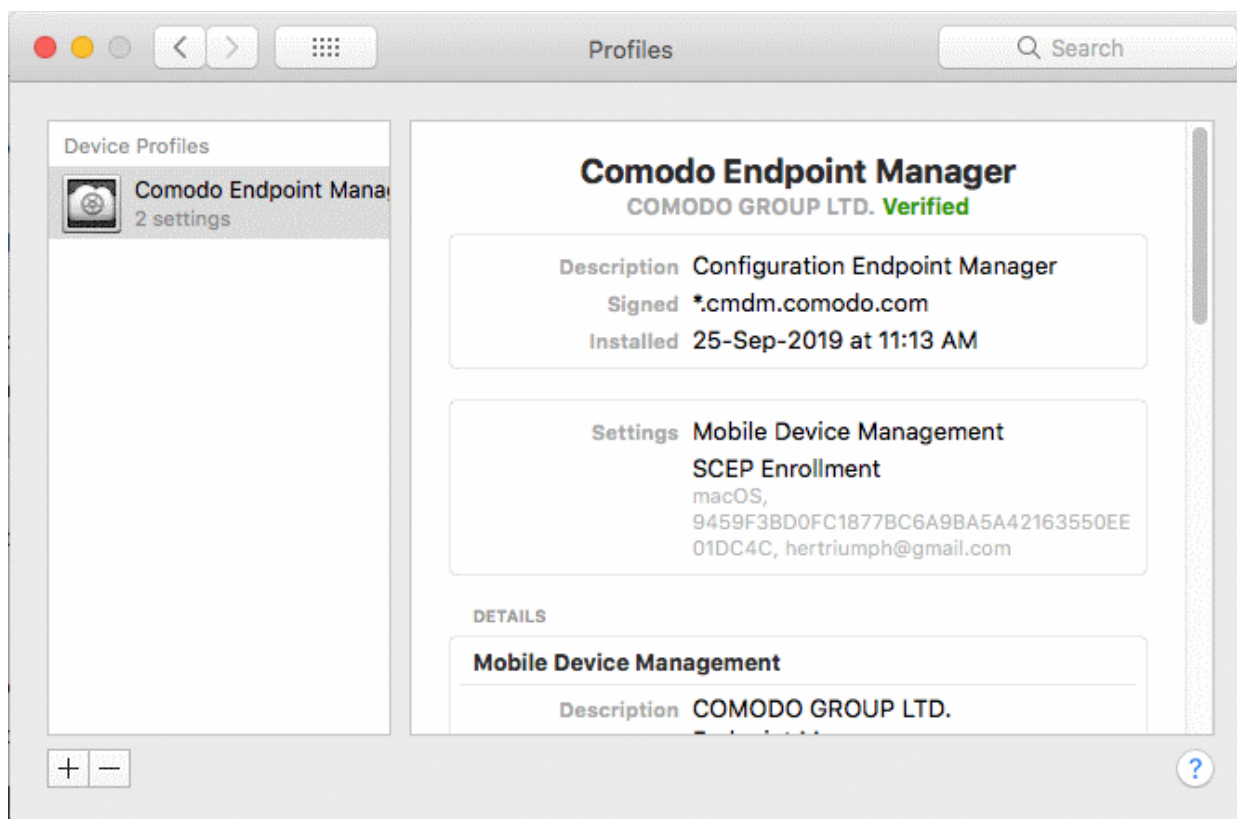 Profiles
Search
Device Profiles
Comodo Endpoint Mana
2 settings
Comodo Endpoint Manager
COMODO GROUP LTD. Verified
Description Configuration Endpoint Manager
Signed *.cmdm.comodo.com
Installed 25-Sep-2019 at 11:13 AM
Settings Mobile Device Management
SCEP Enrollment
macOS,
9459F3BD0FC1877BC6A9BA5A42163550EE
01DC4C, hertriumph@gmail.com
DETAILS
Mobile Device Management
Description COMODO GROUP LTD.
?